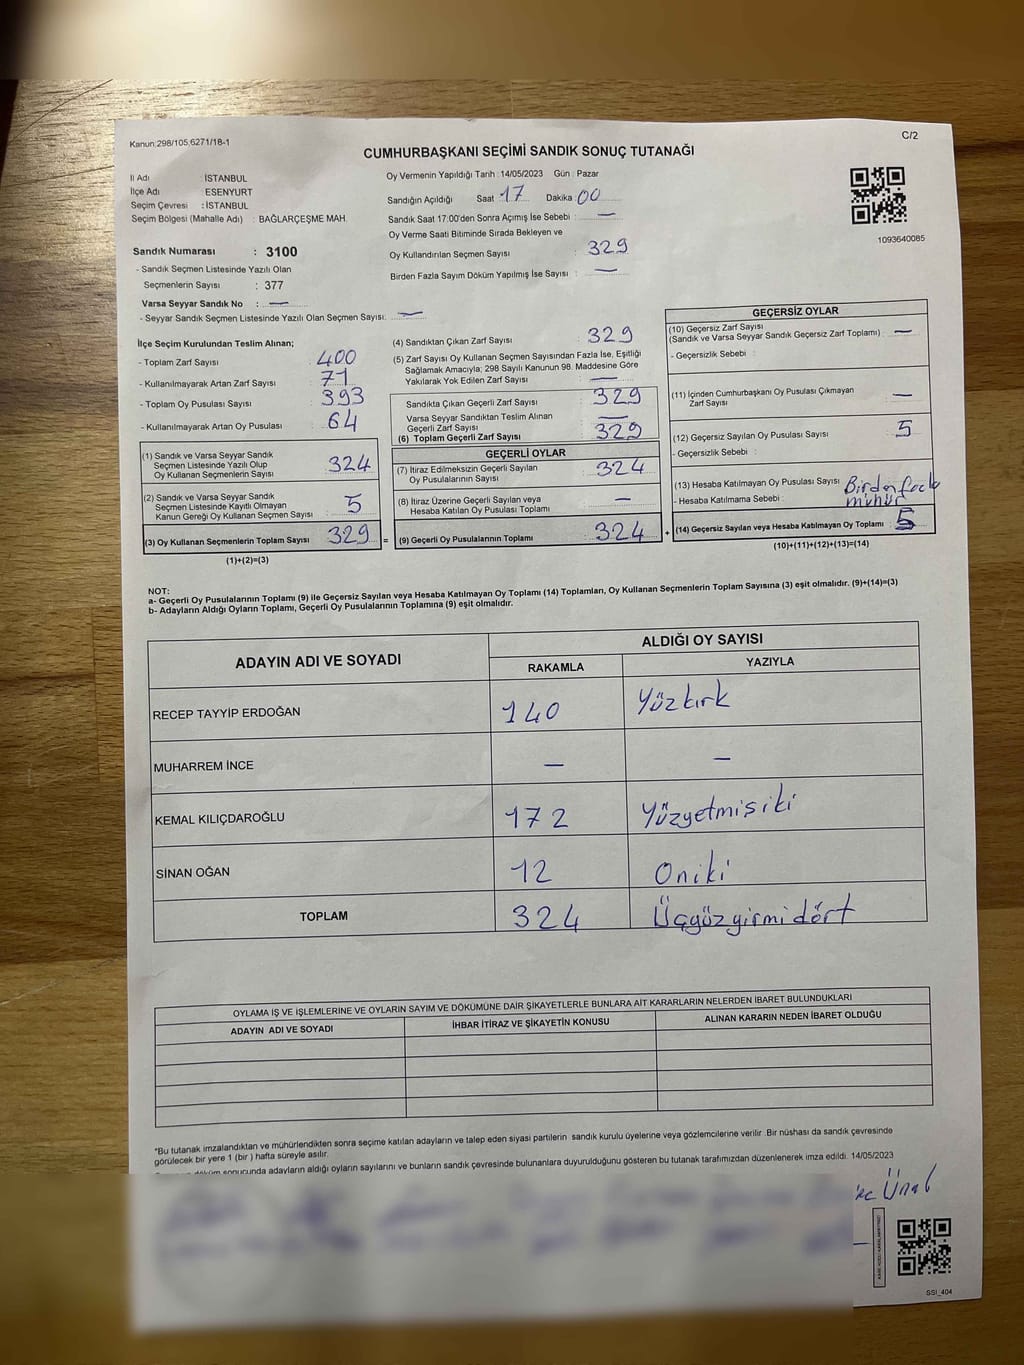 Kanun:298/105,6271/18-1
C/2
CUMHURBAŞKANI SEÇİMİ SANDIK SONUÇ TUTANAĞI
İl Adı : İSTANBUL
İlçe Adı : ESENYURT
Seçim Çevresi : İSTANBUL
Seçim Bölgesi (Mahalle Adı) : BAĞLARÇEŞME MAH.
Sandık Numarası : 3100
- Sandık Seçmen Listesinde Yazılı Olan
Seçmenlerin Sayısı : 377
Varsa Seyyar Sandık No : —
- Seyyar Sandık Seçmen Listesinde Yazılı Olan Seçmen Sayısı: —
Oy Vermenin Yapıldığı Tarih : 14/05/2023 Gün : Pazar
Sandığın Açıldığı Saat : 17 Dakika : 00
Sandık Saat 17:00'den Sonra Açımış İse Sebebi : —
Oy Verme Saati Bitiminde Sırada Bekleyen ve
Oy Kullandırılan Seçmen Sayısı : 329
Birden Fazla Sayım Döküm Yapılmış İse Sayısı : —
1093640085
İlçe Seçim Kurulundan Teslim Alınan;
- Toplam Zarf Sayısı : 400
- Kullanılmayarak Artan Zarf Sayısı : 71
- Toplam Oy Pusulası Sayısı : 393
- Kullanılmayarak Artan Oy Pusulası : 64
(1) Sandık ve Varsa Seyyar Sandık
Seçmen Listesinde Yazılı Olup
Oy Kullanan Seçmenlerin Sayısı : 324
(2) Sandık ve Varsa Seyyar Sandık
Seçmen Listesinde Kayıtlı Olmayan
Kanun Gereği Oy Kullanan Seçmen Sayısı : 5
(3) Oy Kullanan Seçmenlerin Toplam Sayısı : 329
(1)+(2)=(3)
(4) Sandıktan Çıkan Zarf Sayısı : 329
(5) Zarf Sayısı Oy Kullanan Seçmen Sayısından Fazla İse, Eşitliği
Sağlamak Amacıyla; 298 Sayılı Kanunun 98. Maddesine Göre
Yakılarak Yok Edilen Zarf Sayısı : —
Sandıkta Çıkan Geçerli Zarf Sayısı : 329
Varsa Seyyar Sandıktan Teslim Alınan
Geçerli Zarf Sayısı : —
(6) Toplam Geçerli Zarf Sayısı : 329
GEÇERLİ OYLAR
(7) İtiraz Edilmeksizin Geçerli Sayılan
Oy Pusulalarının Sayısı : 324
(8) İtiraz Üzerine Geçerli Sayılan veya
Hesaba Katılan Oy Pusulası Toplamı : —
= (9) Geçerli Oy Pusulalarının Toplamı : 324
GEÇERSİZ OYLAR
(10) Geçersiz Zarf Sayısı
(Sandık ve Varsa Seyyar Sandık Geçersiz Zarf Toplamı) : —
- Geçersizlik Sebebi :
(11) İçinden Cumhurbaşkanı Oy Pusulası Çıkmayan
Zarf Sayısı : —
(12) Geçersiz Sayılan Oy Pusulası Sayısı : 5
- Geçersizlik Sebebi :
(13) Hesaba Katılmayan Oy Pusulası Sayısı : Birden fazla
- Hesaba Katılmama Sebebi : mühür
+ (14) Geçersiz Sayılan veya Hesaba Katılmayan Oy Toplamı : 5
(10)+(11)+(12)+(13)=(14)
NOT:
a- Geçerli Oy Pusulalarının Toplamı (9) ile Geçersiz Sayılan veya Hesaba Katılmayan Oy Toplamı (14) Toplamları, Oy Kullanan Seçmenlerin Toplam Sayısına (3) eşit olmalıdır. (9)+(14)=(3)
b- Adayların Aldığı Oyların Toplamı, Geçerli Oy Pusulalarının Toplamına (9) eşit olmalıdır.
ADAYIN ADI VE SOYADI
ALDIĞI OY SAYISI
RAKAMLA YAZIYLA
RECEP TAYYİP ERDOĞAN 140 Yüzkırk
MUHARREM İNCE — —
KEMAL KILIÇDAROĞLU 172 Yüzyetmişiki
SİNAN OĞAN 12 Oniki
TOPLAM 324 Üçyüzyirmidört
OYLAMA İŞ VE İŞLEMLERİNE VE OYLARIN SAYIM VE DÖKÜMÜNE DAİR ŞİKAYETLERLE BUNLARA AİT KARARLARIN NELERDEN İBARET BULUNDUKLARI
ADAYIN ADI VE SOYADI İHBAR İTİRAZ VE ŞİKAYETİN KONUSU ALINAN KARARIN NEDEN İBARET OLDUĞU
*Bu tutanak imzalandıktan ve mühürlendikten sonra seçime katılan adayların ve talep eden siyasi partilerin sandık kurulu üyelerine veya gözlemcilerine verilir. Bir nüshası da sandık çevresinde
görülecek bir yere 1 (bir) hafta süreyle asılır.
döküm sonucunda adayların aldığı oyların sayılarını ve bunların sandık çevresinde bulunanlara duyurulduğunu gösteren bu tutanak tarafımızdan düzenlenerek imza edildi. 14/05/2023
Ünal
SSI_404